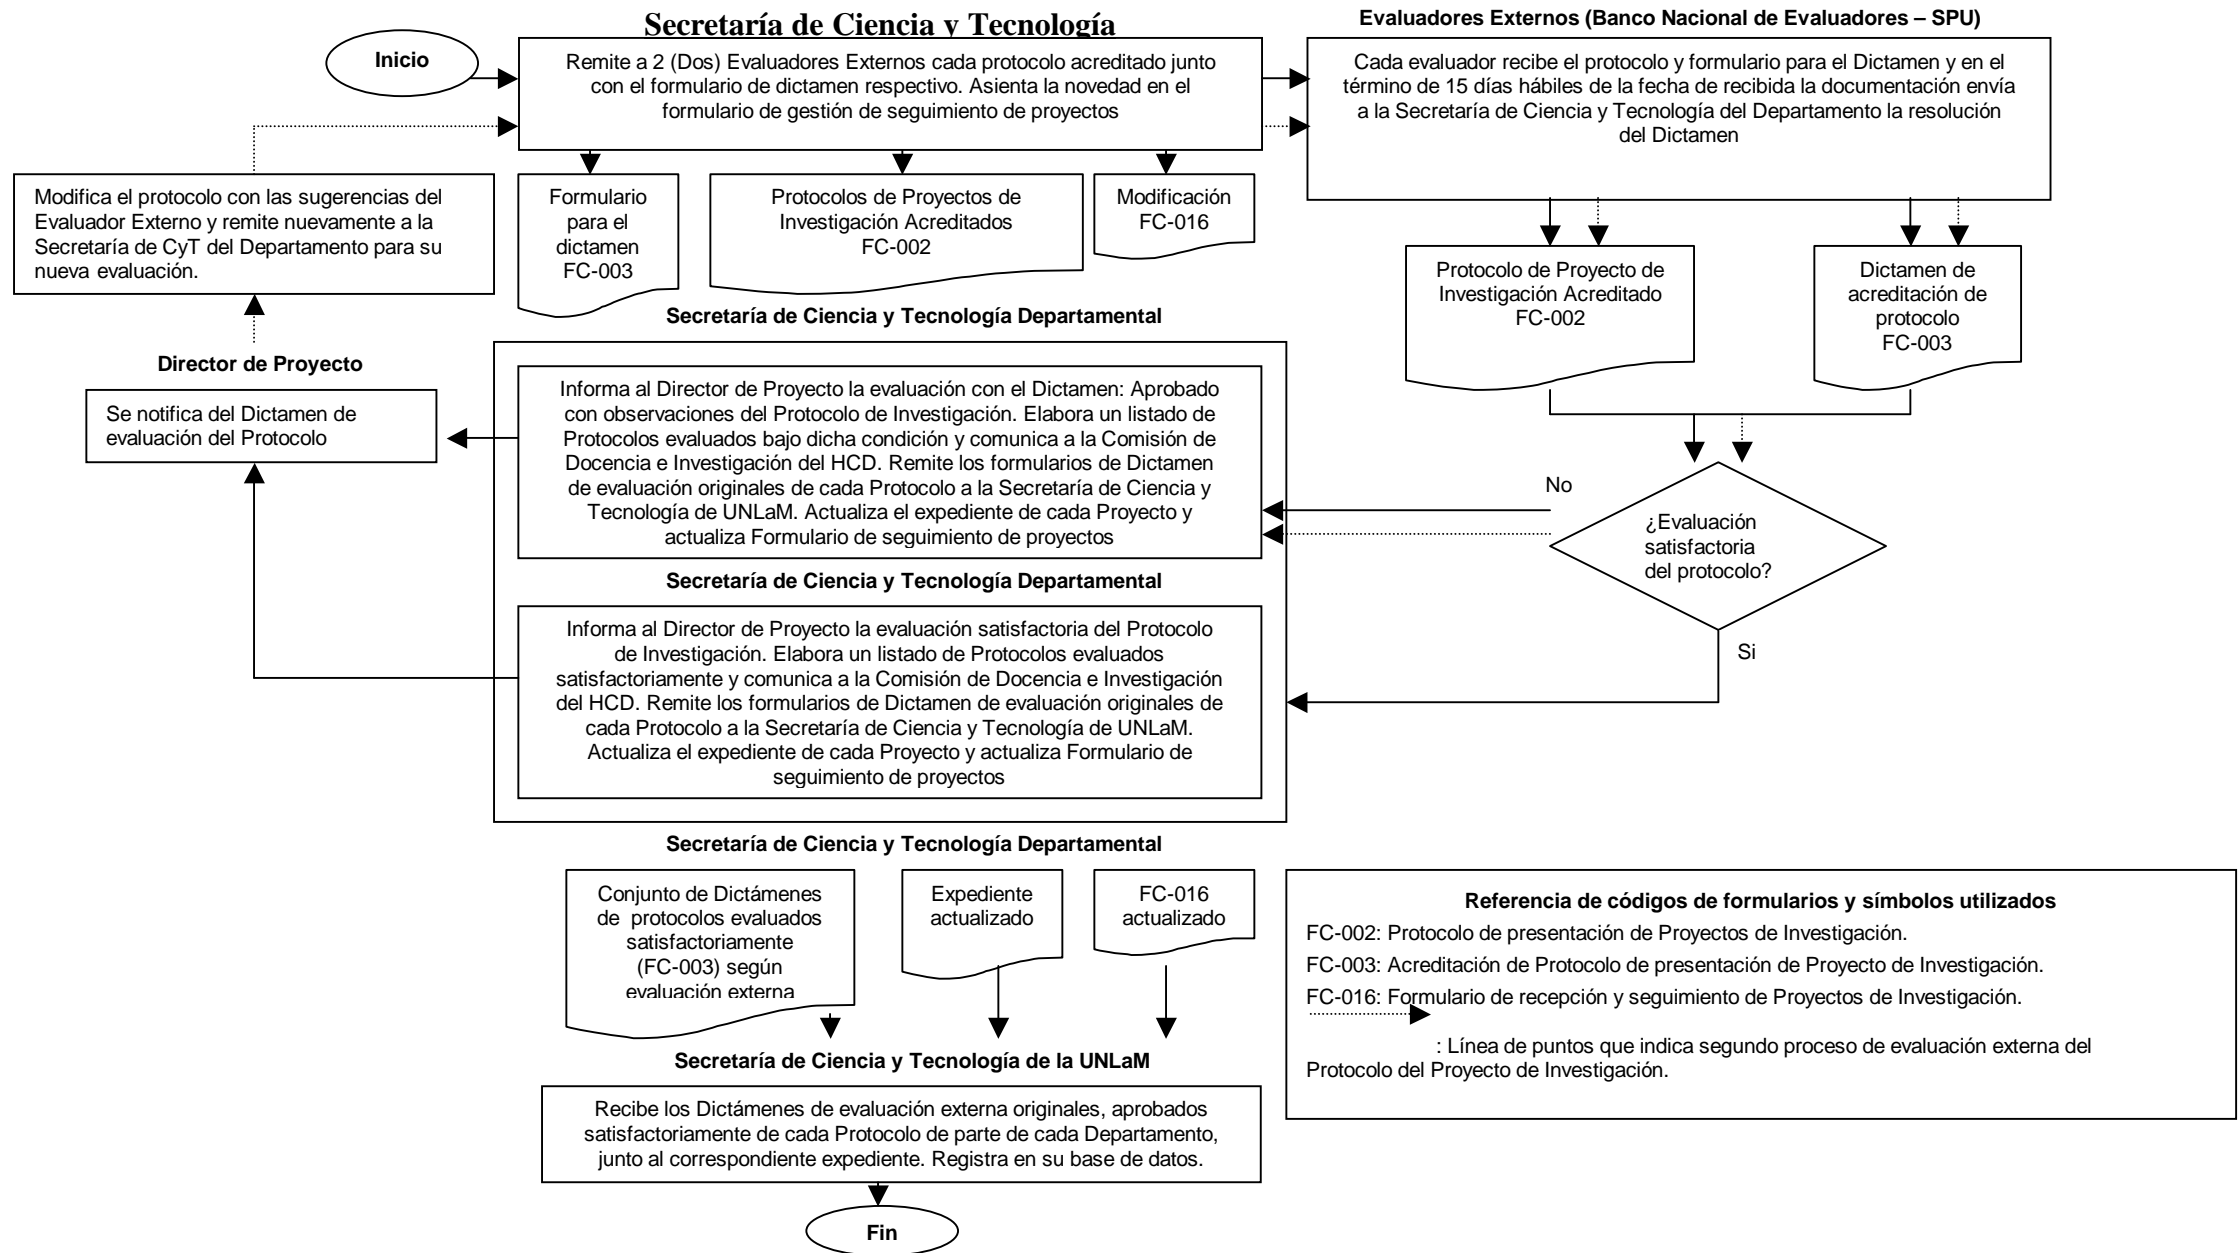 Secretaría de Ciencia y Tecnología
Evaluadores Externos (Banco Nacional de Evaluadores – SPU)
Inicio
Remite a 2 (Dos) Evaluadores Externos cada protocolo acreditado junto
con el formulario de dictamen respectivo. Asienta la novedad en el
formulario de gestión de seguimiento de proyectos
Cada evaluador recibe el protocolo y formulario para el Dictamen y en el
término de 15 días hábiles de la fecha de recibida la documentación envía
a la Secretaría de Ciencia y Tecnología del Departamento la resolución
del Dictamen
Modifica el protocolo con las sugerencias del
Evaluador Externo y remite nuevamente a la
Secretaría de CyT del Departamento para su
nueva evaluación.
Formulario
para el
dictamen
FC-003
Protocolos de Proyectos de
Investigación Acreditados
FC-002
Modificación
FC-016
Protocolo de Proyecto de
Investigación Acreditado
FC-002
Dictamen de
acreditación de
protocolo
FC-003
Secretaría de Ciencia y Tecnología Departamental
Director de Proyecto
Se notifica del Dictamen de
evaluación del Protocolo
Informa al Director de Proyecto la evaluación con el Dictamen: Aprobado
con observaciones del Protocolo de Investigación. Elabora un listado de
Protocolos evaluados bajo dicha condición y comunica a la Comisión de
Docencia e Investigación del HCD. Remite los formularios de Dictamen
de evaluación originales de cada Protocolo a la Secretaría de Ciencia y
Tecnología de UNLaM. Actualiza el expediente de cada Proyecto y
actualiza Formulario de seguimiento de proyectos
No
¿Evaluación
satisfactoria
del protocolo?
Si
Secretaría de Ciencia y Tecnología Departamental
Informa al Director de Proyecto la evaluación satisfactoria del Protocolo
de Investigación. Elabora un listado de Protocolos evaluados
satisfactoriamente y comunica a la Comisión de Docencia e Investigación
del HCD. Remite los formularios de Dictamen de evaluación originales de
cada Protocolo a la Secretaría de Ciencia y Tecnología de UNLaM.
Actualiza el expediente de cada Proyecto y actualiza Formulario de
seguimiento de proyectos
Secretaría de Ciencia y Tecnología Departamental
Conjunto de Dictámenes
de protocolos evaluados
satisfactoriamente
(FC-003) según
evaluación externa
Expediente
actualizado
FC-016
actualizado
Referencia de códigos de formularios y símbolos utilizados
FC-002: Protocolo de presentación de Proyectos de Investigación.
FC-003: Acreditación de Protocolo de presentación de Proyecto de Investigación.
FC-016: Formulario de recepción y seguimiento de Proyectos de Investigación.
: Línea de puntos que indica segundo proceso de evaluación externa del
Protocolo del Proyecto de Investigación.
Secretaría de Ciencia y Tecnología de la UNLaM
Recibe los Dictámenes de evaluación externa originales, aprobados
satisfactoriamente de cada Protocolo de parte de cada Departamento,
junto al correspondiente expediente. Registra en su base de datos.
Fin